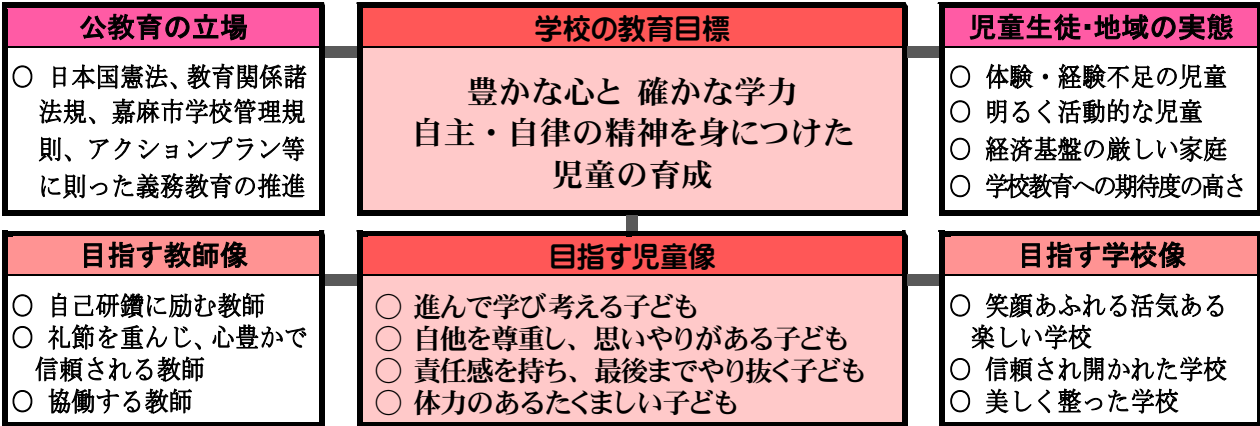 公教育の立場
○ 日本国憲法、教育関係諸
法規、嘉麻市学校管理規
則、アクションプラン等
に則った義務教育の推進
学校の教育目標
豊かな心と 確かな学力
自主・自律の精神を身につけた
児童の育成
児童生徒・地域の実態
○ 体験・経験不足の児童
○ 明るく活動的な児童
○ 経済基盤の厳しい家庭
○ 学校教育への期待度の高さ
目指す教師像
○ 自己研鑽に励む教師
○ 礼節を重んじ、心豊かで
信頼される教師
○ 協働する教師
目指す児童像
○ 進んで学び考える子ども
○ 自他を尊重し、思いやりがある子ども
○ 責任感を持ち、最後までやり抜く子ども
○ 体力のあるたくましい子ども
目指す学校像
○ 笑顔あふれる活気ある
楽しい学校
○ 信頼され開かれた学校
○ 美しく整った学校